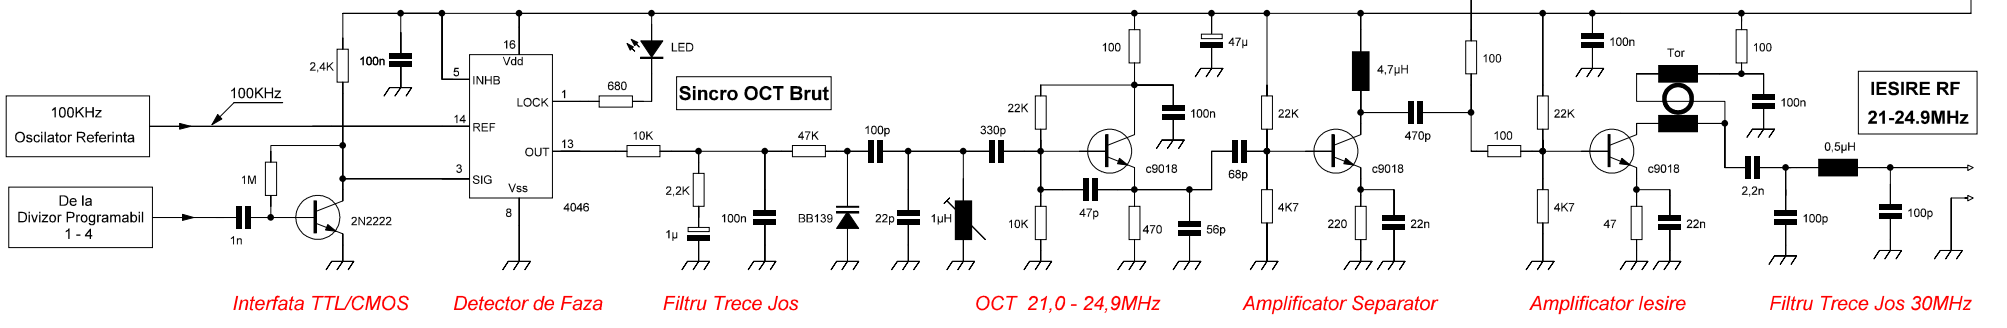 100KHz
Oscilator Referinta
De la
Divizor Programabil
1 - 4
100KHz
2,4K
100n
1M
1n
2N2222
16
Vdd
5
INHB
LOCK
1
14
REF
OUT
13
3
SIG
Vss
8
4046
680
LED
Sincro OCT Brut
10K
2,2K
1µ
100n
47K
BB139
100p
22p
1µH
330p
22K
10K
47p
100
100n
c9018
470
56p
47µ
68p
22K
4K7
4,7µH
470p
c9018
220
22n
100
100
22K
4K7
100n
Tor
100
100n
c9018
47
22n
2,2n
0,5µH
100p
100p
IESIRE RF
21-24.9MHz
Interfata TTL/CMOS
Detector de Faza
Filtru Trece Jos
OCT 21,0 - 24,9MHz
Amplificator Separator
Amplificator Iesire
Filtru Trece Jos 30MHz